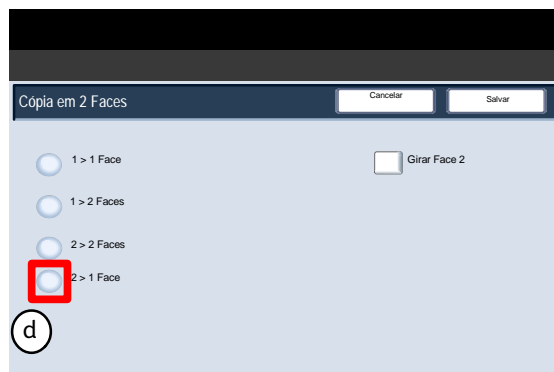 Cópia em 2 Faces
Cancelar
Salvar
1 > 1 Face
Girar Face 2
1 > 2 Faces
2 > 2 Faces
2 > 1 Face
d